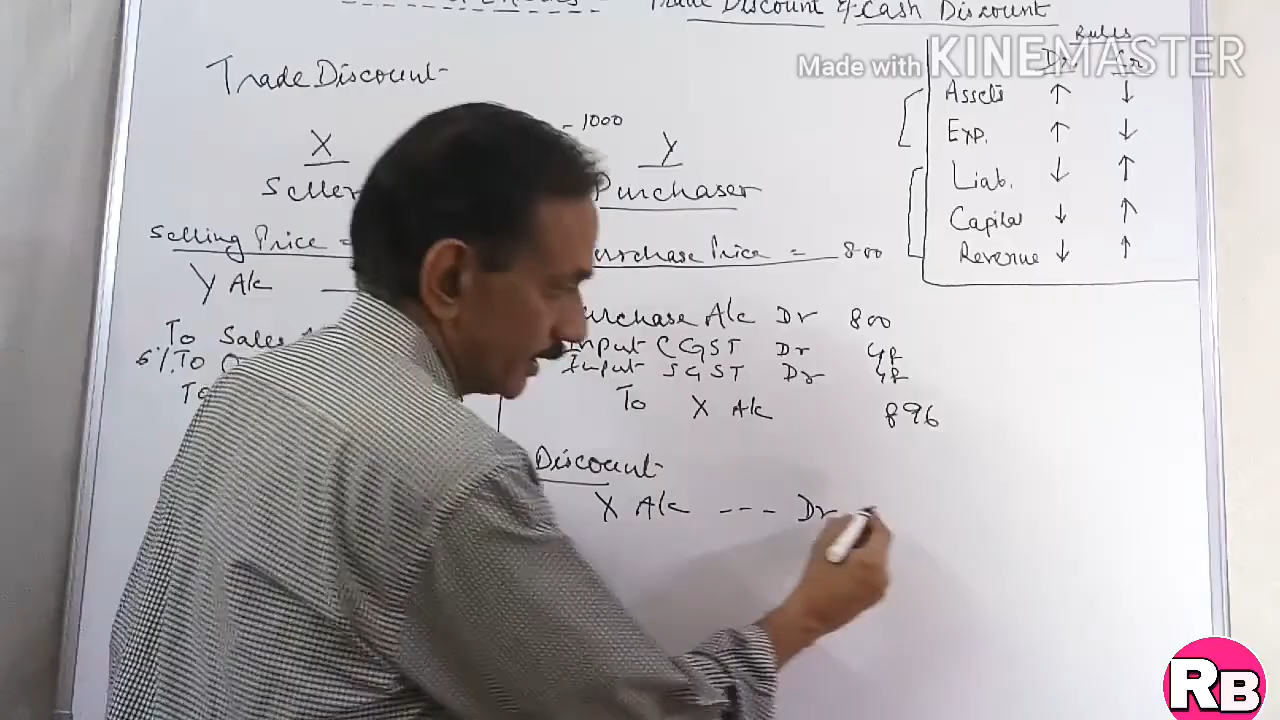 Trade Discount & Cash Discount
Made with KINEMASTER
Rules
Dr Cr
Trade Discount-
Assets ↑ ↓
Exp. ↑ ↓
Liab. ↓ ↑
Capital ↓ ↑
Revenue ↓ ↑
- 1000
X Y
Seller Purchaser
Selling Price = Purchase Price = 800
Y A/c
Purchase A/c Dr 800
To Sales
Input CGST Dr 48
6% To
Input SGST Dr 48
To
To X A/c 896
Discount-
X A/c --- Dr
RB